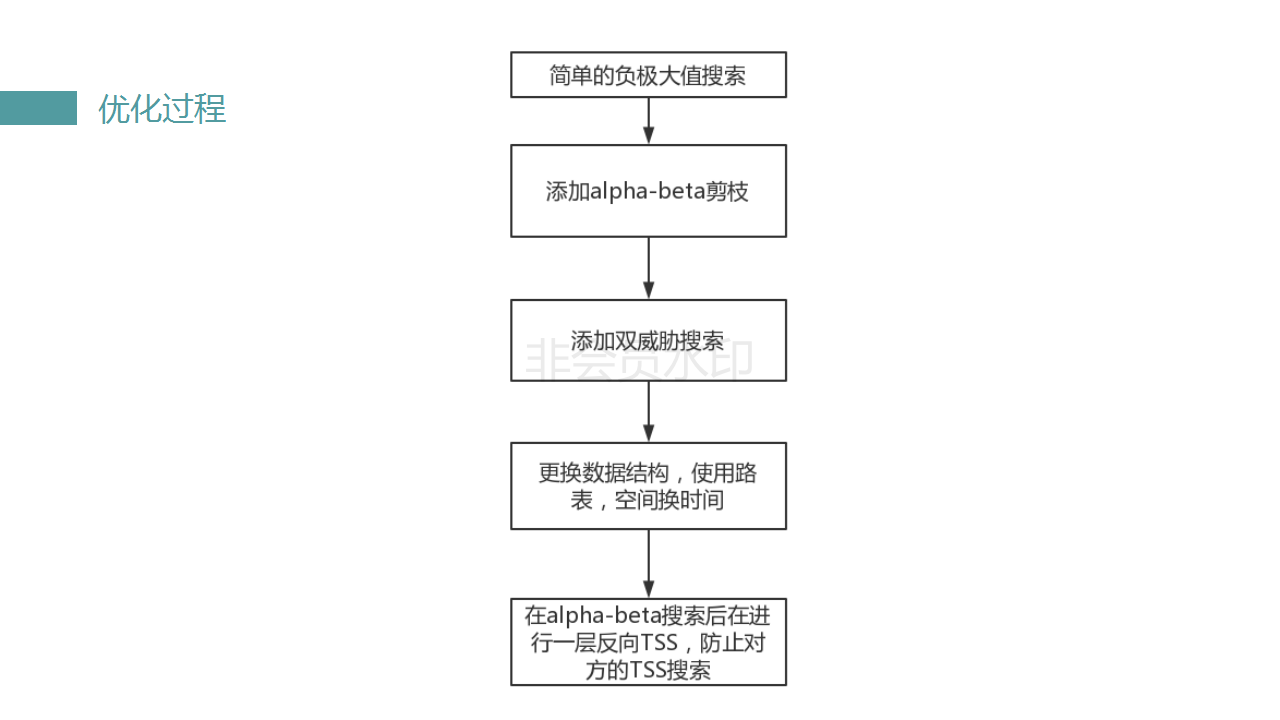 优化过程
简单的负极大值搜索
添加alpha-beta剪枝
添加双威胁搜索
非会员水印
更换数据结构，使用路
表，空间换时间
在alpha-beta搜索后在进
行一层反向TSS，防止对
方的TSS搜索